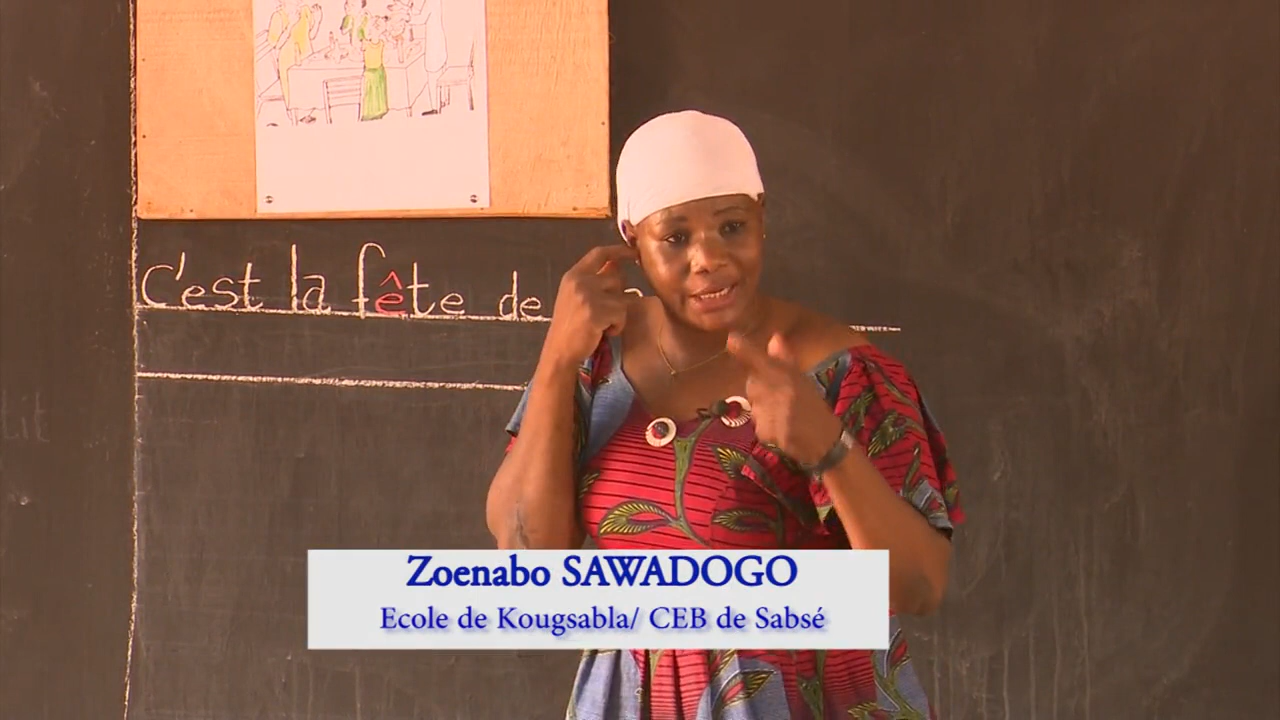 C'est la fête de
Zoenabo SAWADOGO
Ecole de Kougsabla/ CEB de Sabsé